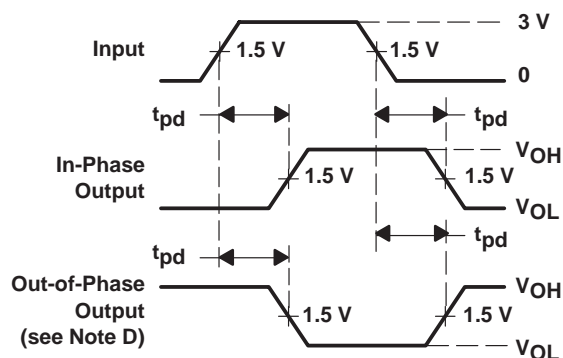 3 V
Input
1.5 V
1.5 V
0
tpd
tpd
VOH
In-Phase
Output
1.5 V
1.5 V
VOL
tpd
tpd
Out-of-Phase
Output
(see Note D)
VOH
1.5 V
1.5 V
VOL